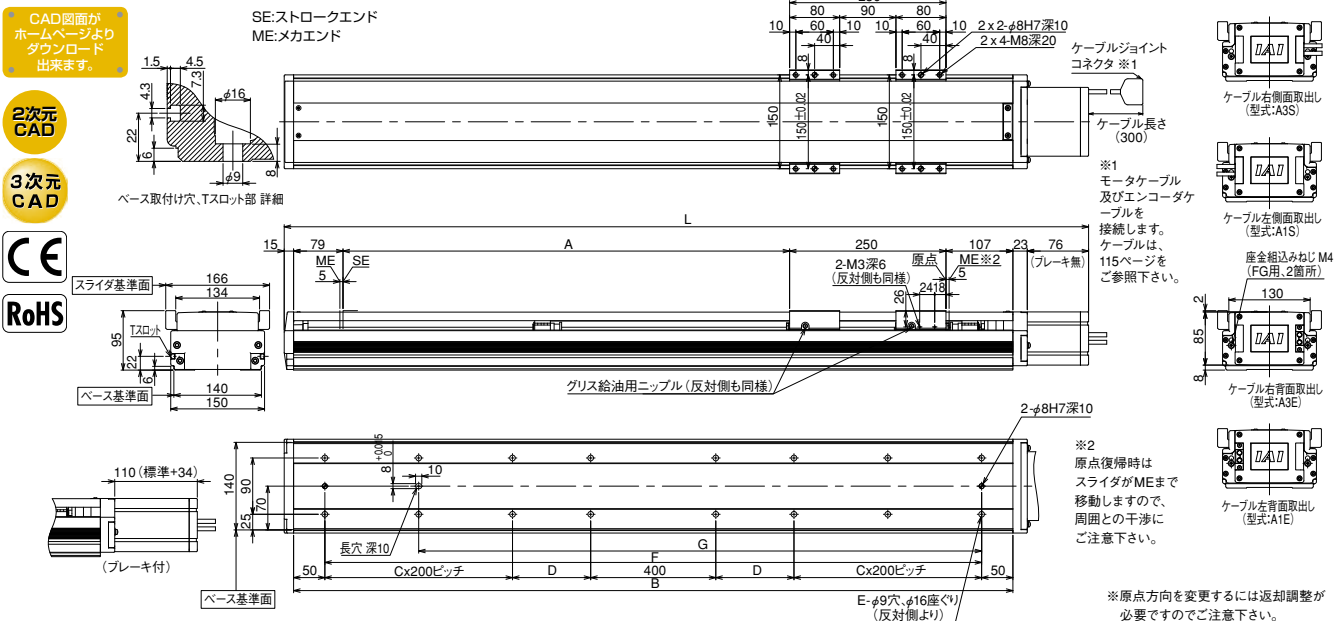 CAD図面が
ホームページより
ダウンロード
出来ます。
2次元
CAD
3次元
CAD
CE
RoHS
SE:ストロークエンド
ME:メカエンド
1.5
4.5
7.3
4.3
φ16
22
6
φ9
8
ベース取付け穴、Tスロット部 詳細
80
90
80
10
60
10
10
60
10
40
40
8
8
2x2-φ8H7深10
2x4-M8深20
150
150±0.02
150
150±0.02
ケーブルジョイント
コネクタ ※1
ケーブル長さ
(300)
※1
モータケーブル
及びエンコーダケ
ーブルを
接続します。
ケーブルは、
115ページを
ご参照下さい。
L
15
79
A
250
107
23
76
(ブレーキ無)
ME
SE
5
2-M3深6
(反対側も同様)
原点
ME※2
5
26
24
18
グリス給油用ニップル(反対側も同様)
スライダ基準面
166
134
Tスロット
95
22
6
140
150
ベース基準面
110(標準+34)
(ブレーキ付)
140
90
70
25
8 +0.015 0
10
長穴 深10
2-φ8H7深10
G
F
50
Cx200ピッチ
D
400
D
Cx200ピッチ
50
B
ベース基準面
E-φ9穴、φ16座ぐり
(反対側より)
※2
原点復帰時は
スライダがMEまで
移動しますので、
周囲との干渉に
ご注意下さい。
IAI
ケーブル右側面取出し
(型式:A3S)
IAI
ケーブル左側面取出し
(型式:A1S)
座金組込みねじ M4
(FG用、2箇所)
130
2
85
8
IAI
ケーブル右背面取出し
(型式:A3E)
IAI
ケーブル左背面取出し
(型式:A1E)
※原点方向を変更するには返却調整が
必要ですのでご注意下さい。